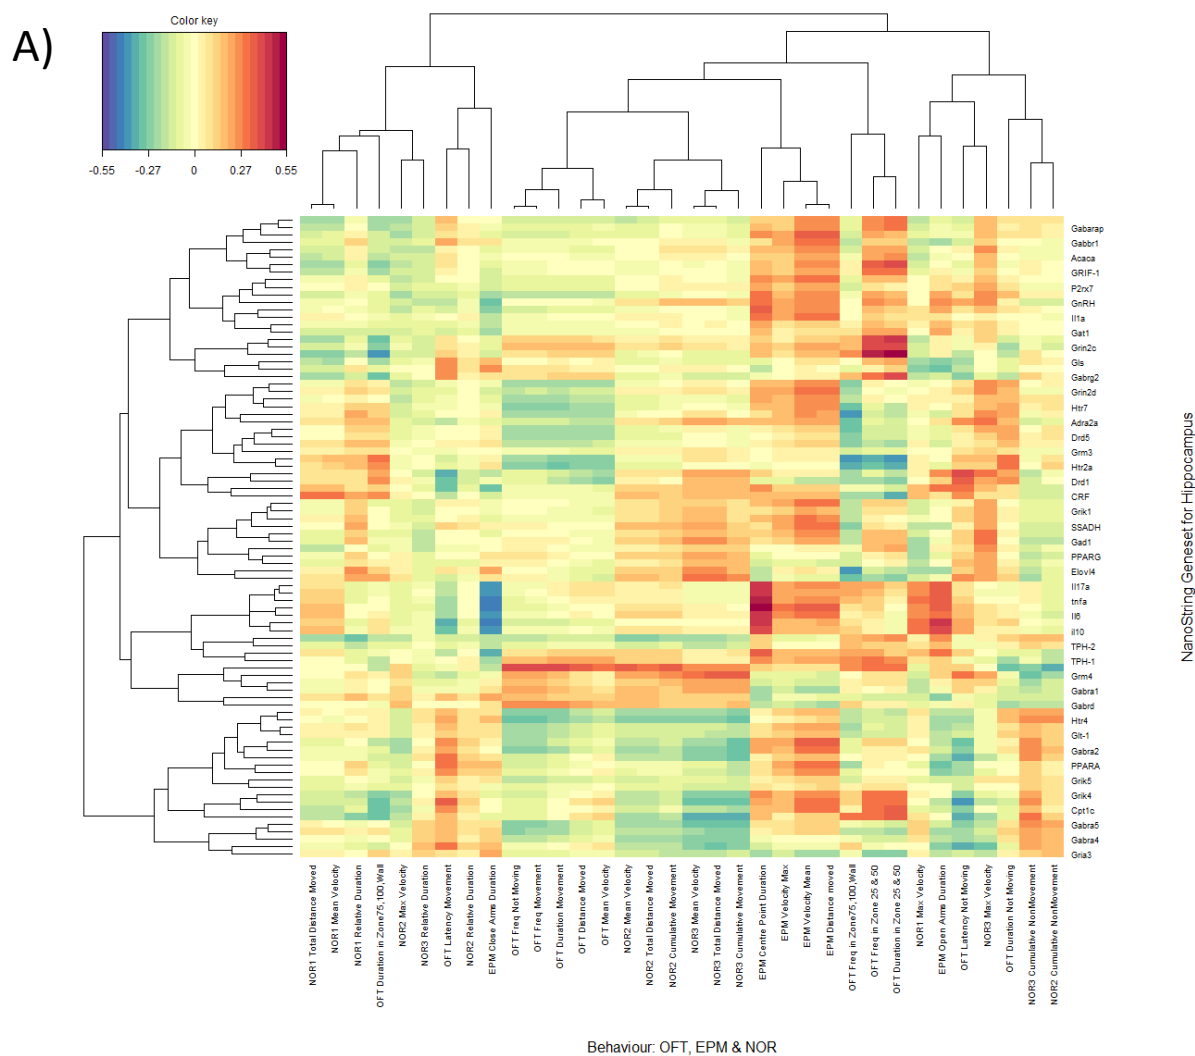 A)
Color key
-0.55 -0.27 0 0.27 0.55
Gabarap
Gabbr1
Acaca
GRIF-1
P2rx7
GnRH
Il1a
Gat1
Grin2c
Gls
Gabrg2
Grin2d
Htr7
Adra2a
Drd5
Grm3
Htr2a
Drd1
CRF
Grik1
SSADH
Gad1
PPARG
Elovl4
Il17a
tnfa
Il6
il10
TPH-2
TPH-1
Grm4
Gabra1
Gabrd
Htr4
Glt-1
Gabra2
PPARA
Grik5
Grik4
Cpt1c
Gabra5
Gabra4
Gria3
NanoString Geneset for Hippocampus
NOR1 Total Distance Moved
NOR1 Mean Velocity
NOR1 Relative Duration
OFT Duration in Zone75,100,Wall
NOR2 Max Velocity
NOR3 Relative Duration
OFT Latency Movement
NOR2 Relative Duration
EPM Close Arms Duration
OFT Freq Not Moving
OFT Freq Movement
OFT Duration Movement
OFT Distance Moved
OFT Mean Velocity
NOR2 Mean Velocity
NOR2 Total Distance Moved
NOR2 Cumulative Movement
NOR3 Mean Velocity
NOR3 Total Distance Moved
NOR3 Cumulative Movement
EPM Centre Point Duration
EPM Velocity Max
EPM Velocity Mean
EPM Distance moved
OFT Freq in Zone75,100,Wall
OFT Freq in Zone 25 & 50
OFT Duration in Zone 25 & 50
NOR1 Max Velocity
EPM Open Arms Duration
OFT Latency Not Moving
NOR3 Max Velocity
OFT Duration Not Moving
NOR3 Cumulative NonMovement
NOR2 Cumulative NonMovement
Behaviour: OFT, EPM & NOR